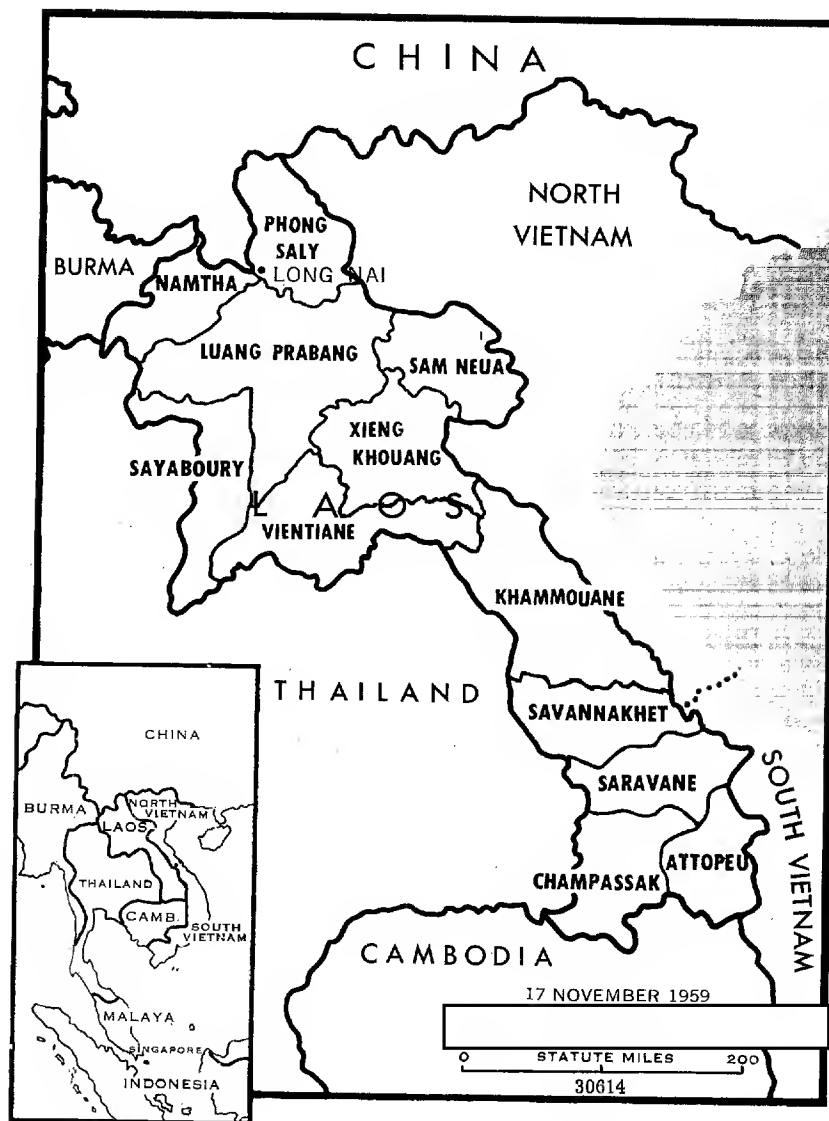 CHINA
NORTH
VIETNAM
PHONG
SALY
BURMA
LONG NAI
NAMTHA
LUANG PRABANG
SAM NEUA
XIENG
KHOUANG
SAYABOURY
LAOS
VIENTIANE
KHAMMOUANE
THAILAND
SAVANNAKHET
SARAVANE
SOUTH VIETNAM
ATTOPEU
CHAMPASSAK
CAMBODIA
17 NOVEMBER 1959
0 STATUTE MILES 200
30614
CHINA
BURMA
NORTH
VIETNAM
LAOS
THAILAND
CAMB.
SOUTH
VIETNAM
MALAYA
SINGAPORE
INDONESIA